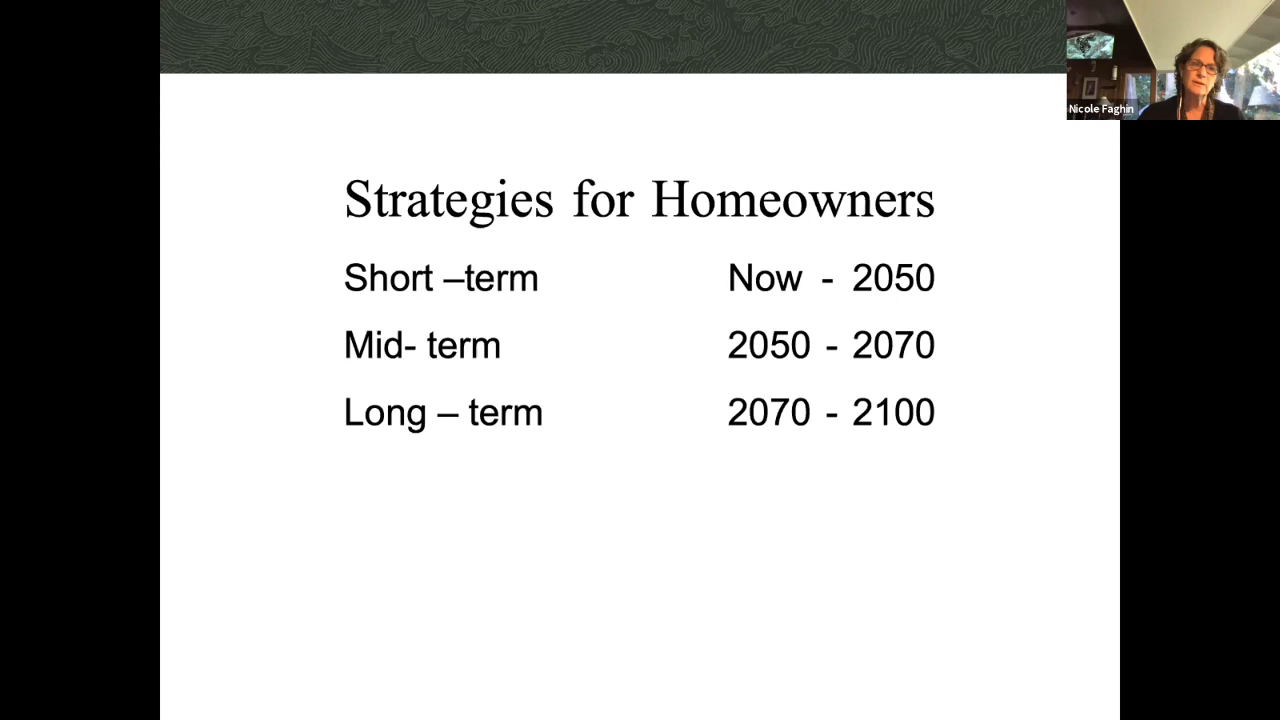 Nicole Faghin
Strategies for Homeowners
Short –term Now - 2050
Mid- term 2050 - 2070
Long – term 2070 - 2100